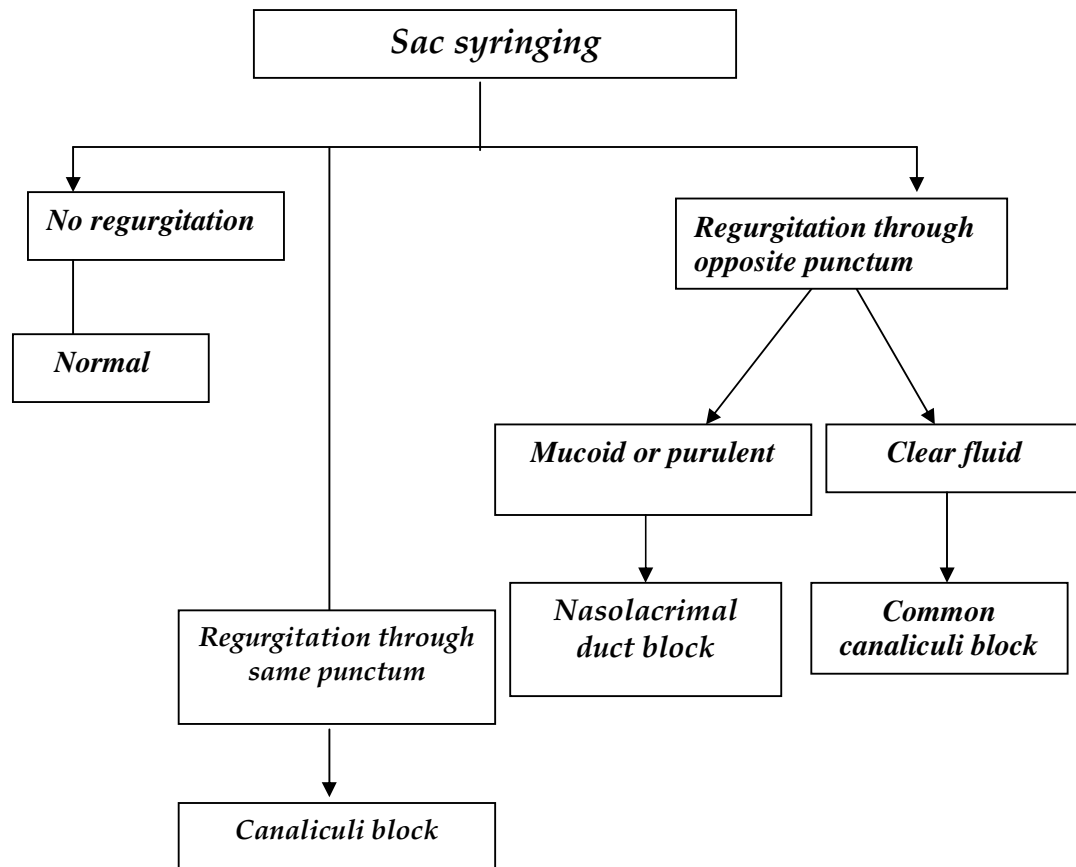 Sac syringing
No regurgitation
Regurgitation through
opposite punctum
Normal
Mucoid or purulent
Clear fluid
Nasolacrimal
duct block
Common
canaliculi block
Regurgitation through
same punctum
Canaliculi block